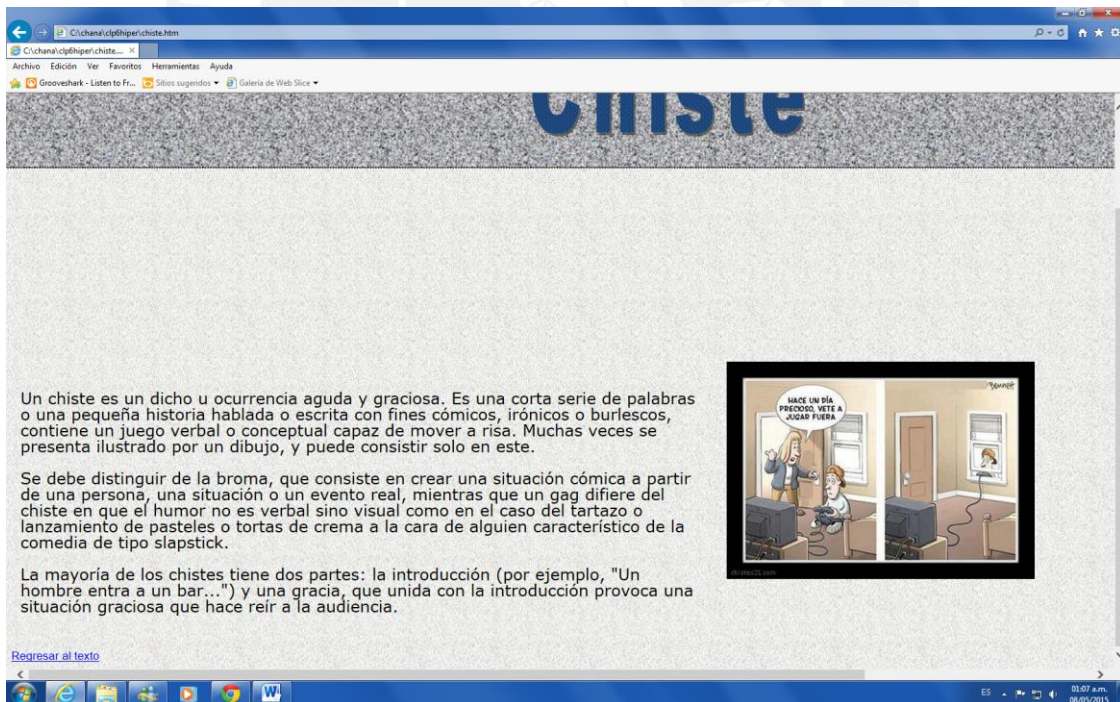 C:\chana\clp6hiper\chiste.htm
C:\chana\clp6hiper\chiste....
Archivo Edición Ver Favoritos Herramientas Ayuda
Grooveshark - Listen to Fr... Sitios sugeridos Galería de Web Slice
Chiste
Un chiste es un dicho u ocurrencia aguda y graciosa. Es una corta serie de palabras
o una pequeña historia hablada o escrita con fines cómicos, irónicos o burlescos,
contiene un juego verbal o conceptual capaz de mover a risa. Muchas veces se
presenta ilustrado por un dibujo, y puede consistir solo en este.
Se debe distinguir de la broma, que consiste en crear una situación cómica a partir
de una persona, una situación o un evento real, mientras que un gag difiere del
chiste en que el humor no es verbal sino visual como en el caso del tartazo o
lanzamiento de pasteles o tortas de crema a la cara de alguien característico de la
comedia de tipo slapstick.
La mayoría de los chistes tiene dos partes: la introducción (por ejemplo, "Un
hombre entra a un bar...") y una gracia, que unida con la introducción provoca una
situación graciosa que hace reír a la audiencia.
Bennett
HACE UN DÍA
PRECIOSO, VETE A
JUGAR FUERA
chistes21.com
Regresar al texto
ES
01:07 a.m.
08/05/2015